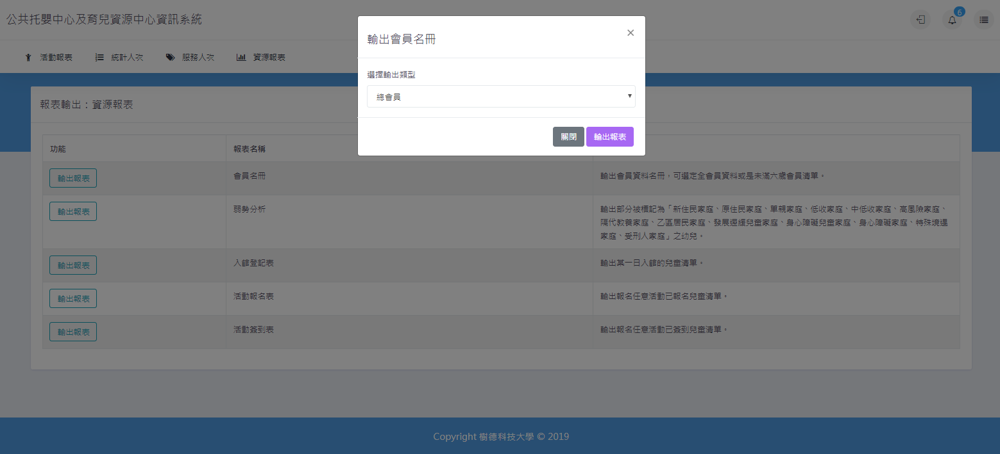 公共托嬰中心及育兒資源中心資訊系統
6
活動報表
統計人次
服務人次
資源報表
輸出會員名冊
×
選擇輸出類型
總會員
關閉
輸出報表
報表輸出：資源報表
功能
報表名稱
輸出報表
會員名冊
輸出會員資料名冊，可選定全會員資料或是未滿六歲會員清單。
輸出報表
弱勢分析
輸出部分被標記為「新住民家庭、原住民家庭、單親家庭、低收家庭、中低收家庭、高風險家庭、
隔代教養家庭、乙區居民家庭、發展遲緩兒童家庭、身心障礙兒童家庭、身心障礙家庭、特殊境遇
家庭、受刑人家庭」之幼兒。
輸出報表
入館登記表
輸出某一日入館的兒童清單。
輸出報表
活動報名表
輸出報名任意活動已報名兒童清單。
輸出報表
活動簽到表
輸出報名任意活動已簽到兒童清單。
Copyright 樹德科技大學 © 2019